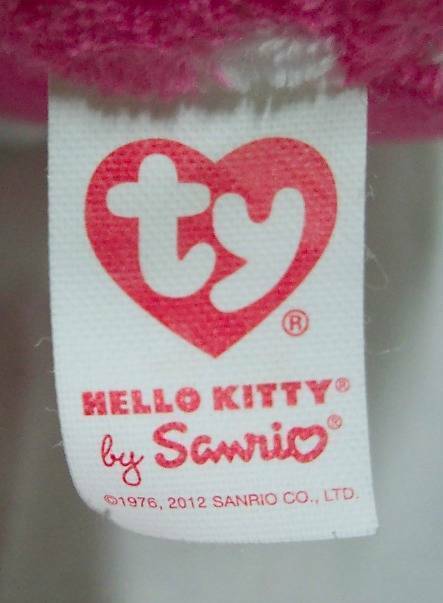 ty®
HELLO KITTY®
by Sanrio®
©1976, 2012 SANRIO CO., LTD.